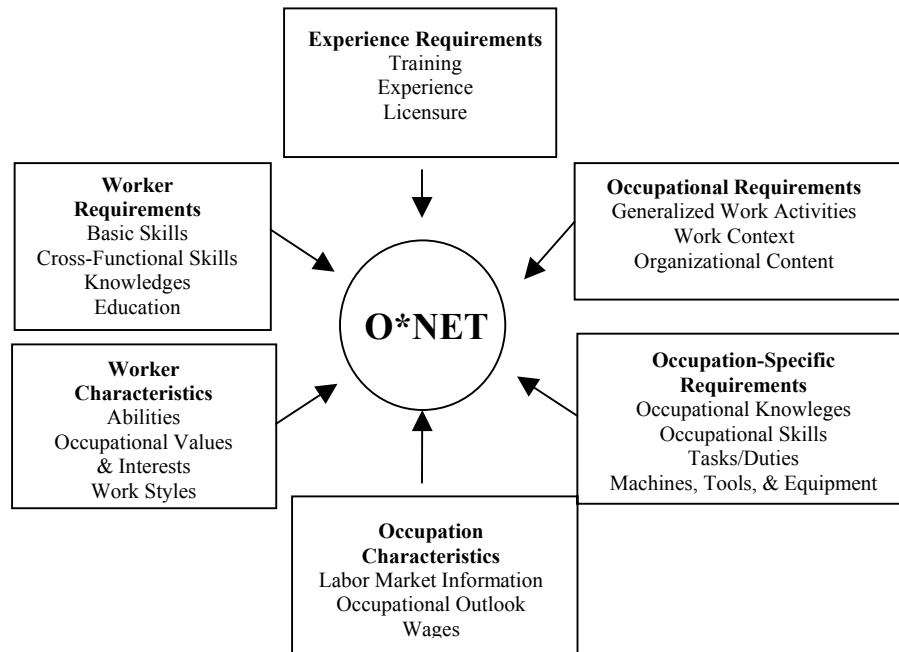 Experience Requirements
Training
Experience
Licensure
Worker
Requirements
Basic Skills
Cross-Functional Skills
Knowledges
Education
Occupational Requirements
Generalized Work Activities
Work Context
Organizational Content
O*NET
Worker
Characteristics
Abilities
Occupational Values
& Interests
Work Styles
Occupation-Specific
Requirements
Occupational Knowleges
Occupational Skills
Tasks/Duties
Machines, Tools, & Equipment
Occupation
Characteristics
Labor Market Information
Occupational Outlook
Wages